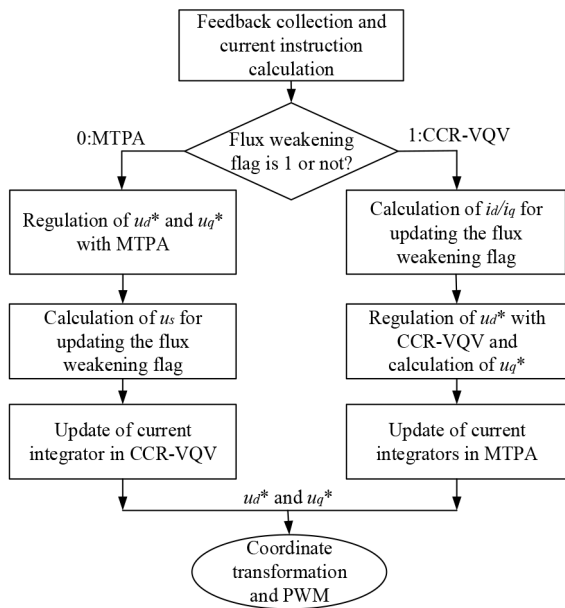 Feedback collection and
current instruction
calculation
0:MTPA
Flux weakening
flag is 1 or not?
1:CCR-VQV
Regulation of ud* and uq*
with MTPA
Calculation of id/iq for
updating the flux
weakening flag
Calculation of us for
updating the flux
weakening flag
Regulation of ud* with
CCR-VQV and
calculation of uq*
Update of current
integrator in CCR-VQV
Update of current
integrators in MTPA
ud* and uq*
Coordinate
transformation
and PWM